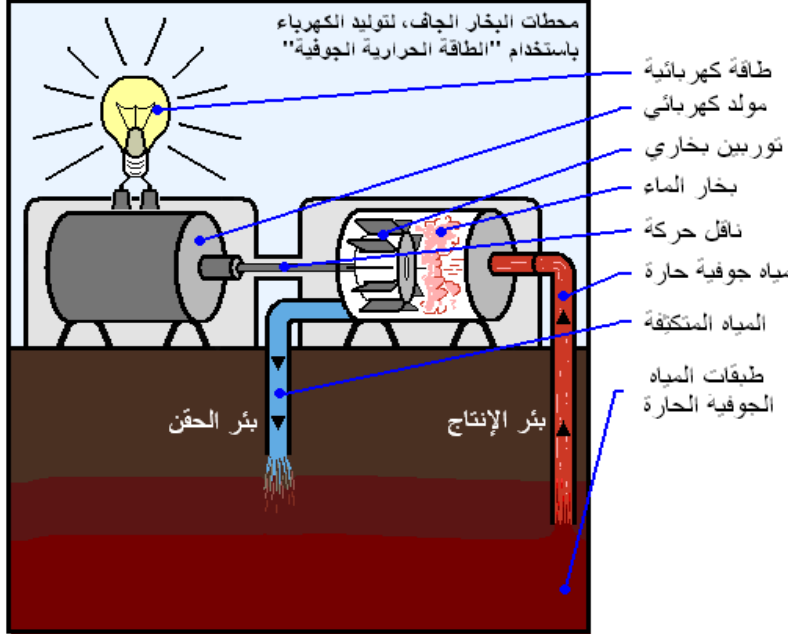 محطات البخار الجاف، لتوليد الكهرباء
باستخدام "الطاقة الحرارية الجوفية"
طاقة كهربائية
مولد كهربائي
توربين بخاري
بخار الماء
ناقل حركة
مياه جوفية حارة
المياه المتكثفة
طبقات المياه
الجوفية الحارة
بئر الإنتاج
بئر الحقن